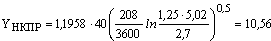 Y_НКПР = 1,1958 · 40 (208/3600 ln 1,25 · 5,02/2,7)^0,5 = 10,56